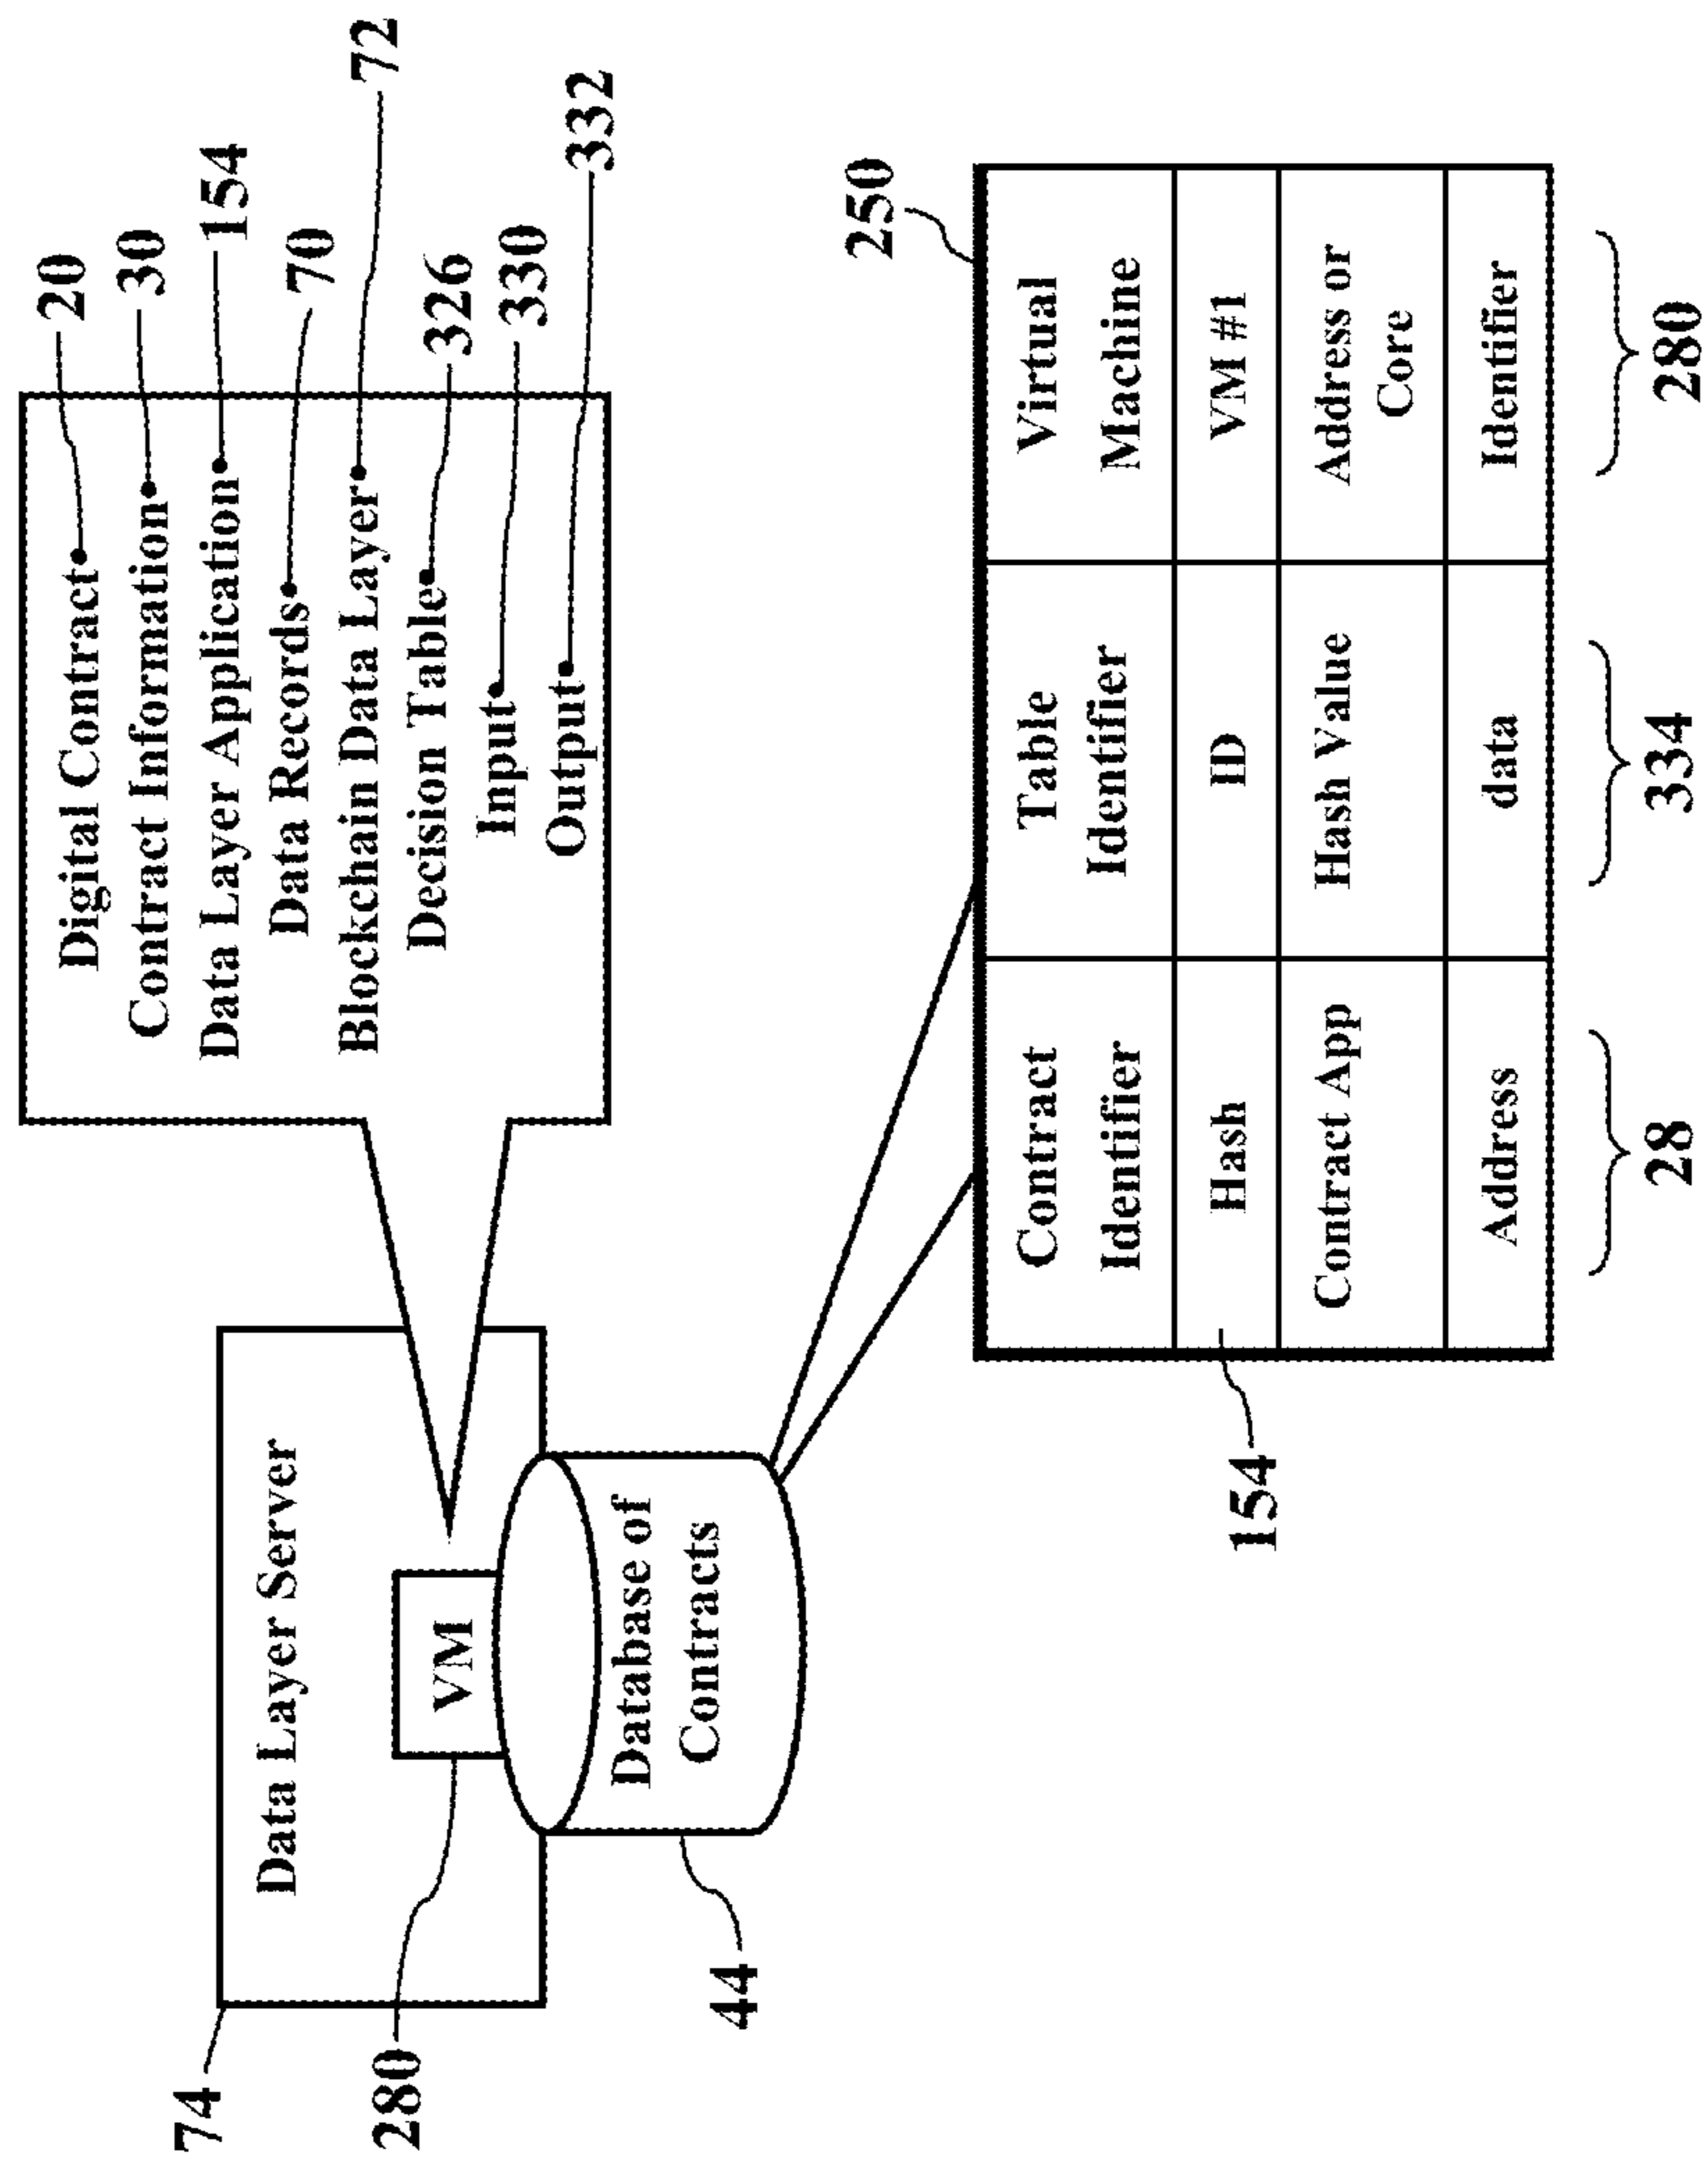 74
Data Layer Server
280
VM
44
Database of
Contracts
Digital Contract 20
Contract Information 30
Data Layer Application 154
Data Records 70
Blockchain Data Layer 72
Decision Table 326
Input 330
Output 332
250
Contract Table Virtual
Identifier Identifier Machine
154
Hash ID VM #1
Contract App Hash Value Address or
Core
Address data Identifier
28 334 280